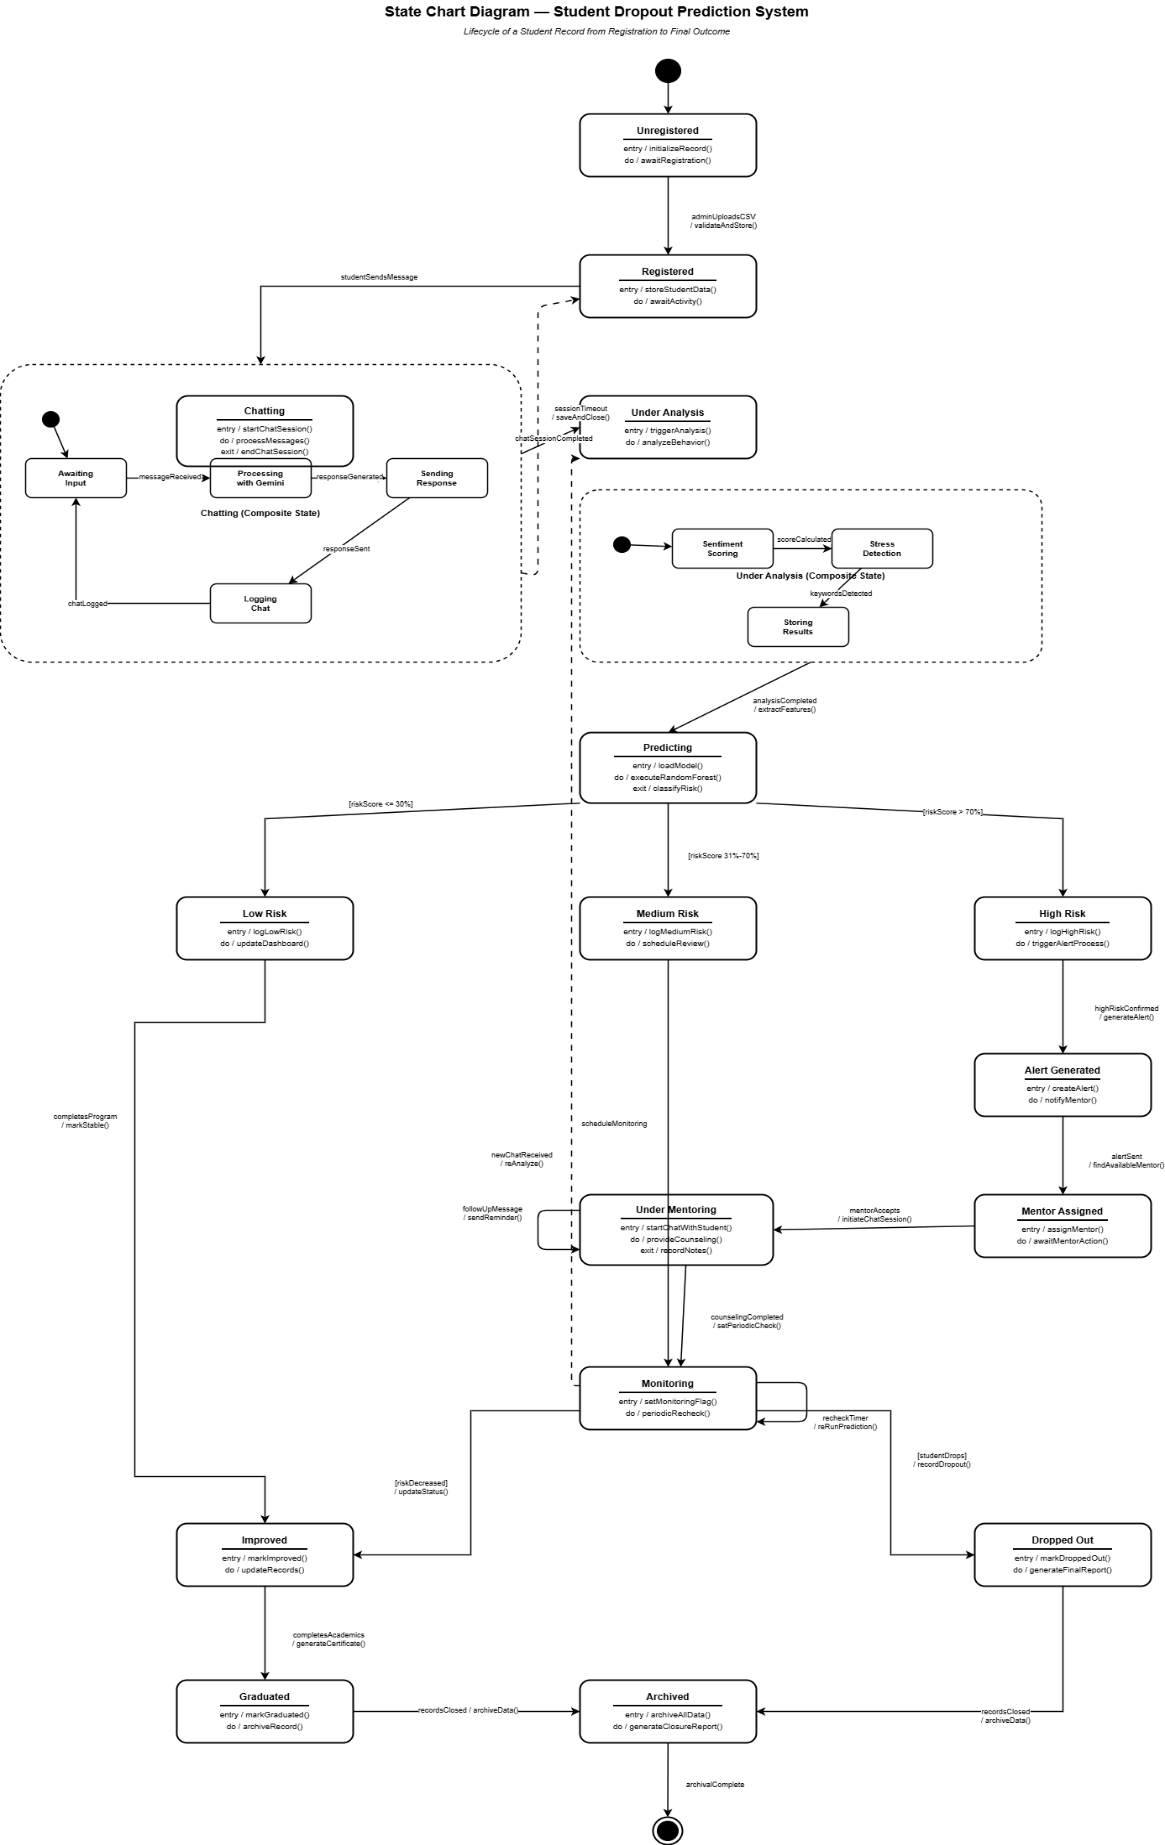 State Chart Diagram — Student Dropout Prediction System
Lifecycle of a Student Record from Registration to Final Outcome
Unregistered
entry / initializeRecord()
do / awaitRegistration()
adminUploadsCSV
/ validateAndStore()
Registered
entry / storeStudentData()
do / awaitActivity()
studentSendsMessage
Chatting
entry / startChatSession()
do / processMessages()
exit / endChatSession()
Awaiting
Input
messageReceived
Processing
with Gemini
responseGenerated
Sending
Response
Chatting (Composite State)
responseSent
Logging
Chat
chatLogged
sessionTimeout
/ saveAndClose()
chatSessionCompleted
Under Analysis
entry / triggerAnalysis()
do / analyzeBehavior()
Sentiment
Scoring
scoreCalculated
Stress
Detection
Under Analysis (Composite State)
keywordsDetected
Storing
Results
analysisCompleted
/ extractFeatures()
Predicting
entry / loadModel()
do / executeRandomForest()
exit / classifyRisk()
[riskScore <= 30%]
[riskScore 31%-70%]
[riskScore > 70%]
Low Risk
entry / logLowRisk()
do / updateDashboard()
Medium Risk
entry / logMediumRisk()
do / scheduleReview()
High Risk
entry / logHighRisk()
do / triggerAlertProcess()
highRiskConfirmed
/ generateAlert()
Alert Generated
entry / createAlert()
do / notifyMentor()
completesProgram
/ markStable()
scheduleMonitoring
newChatReceived
/ reAnalyze()
alertSent
/ findAvailableMentor()
followUpMessage
/ sendReminder()
Under Mentoring
entry / startChatWithStudent()
do / provideCounseling()
exit / recordNotes()
mentorAccepts
/ initiateChatSession()
Mentor Assigned
entry / assignMentor()
do / awaitMentorAction()
counselingCompleted
/ setPeriodicCheck()
Monitoring
entry / setMonitoringFlag()
do / periodicRecheck()
recheckTimer
/ reRunPrediction()
[riskDecreased]
/ updateStatus()
[studentDrops]
/ recordDropout()
Improved
entry / markImproved()
do / updateRecords()
Dropped Out
entry / markDroppedOut()
do / generateFinalReport()
completesAcademics
/ generateCertificate()
Graduated
entry / markGraduated()
do / archiveRecord()
recordsClosed / archiveData()
Archived
entry / archiveAllData()
do / generateClosureReport()
recordsClosed
/ archiveData()
archivalComplete